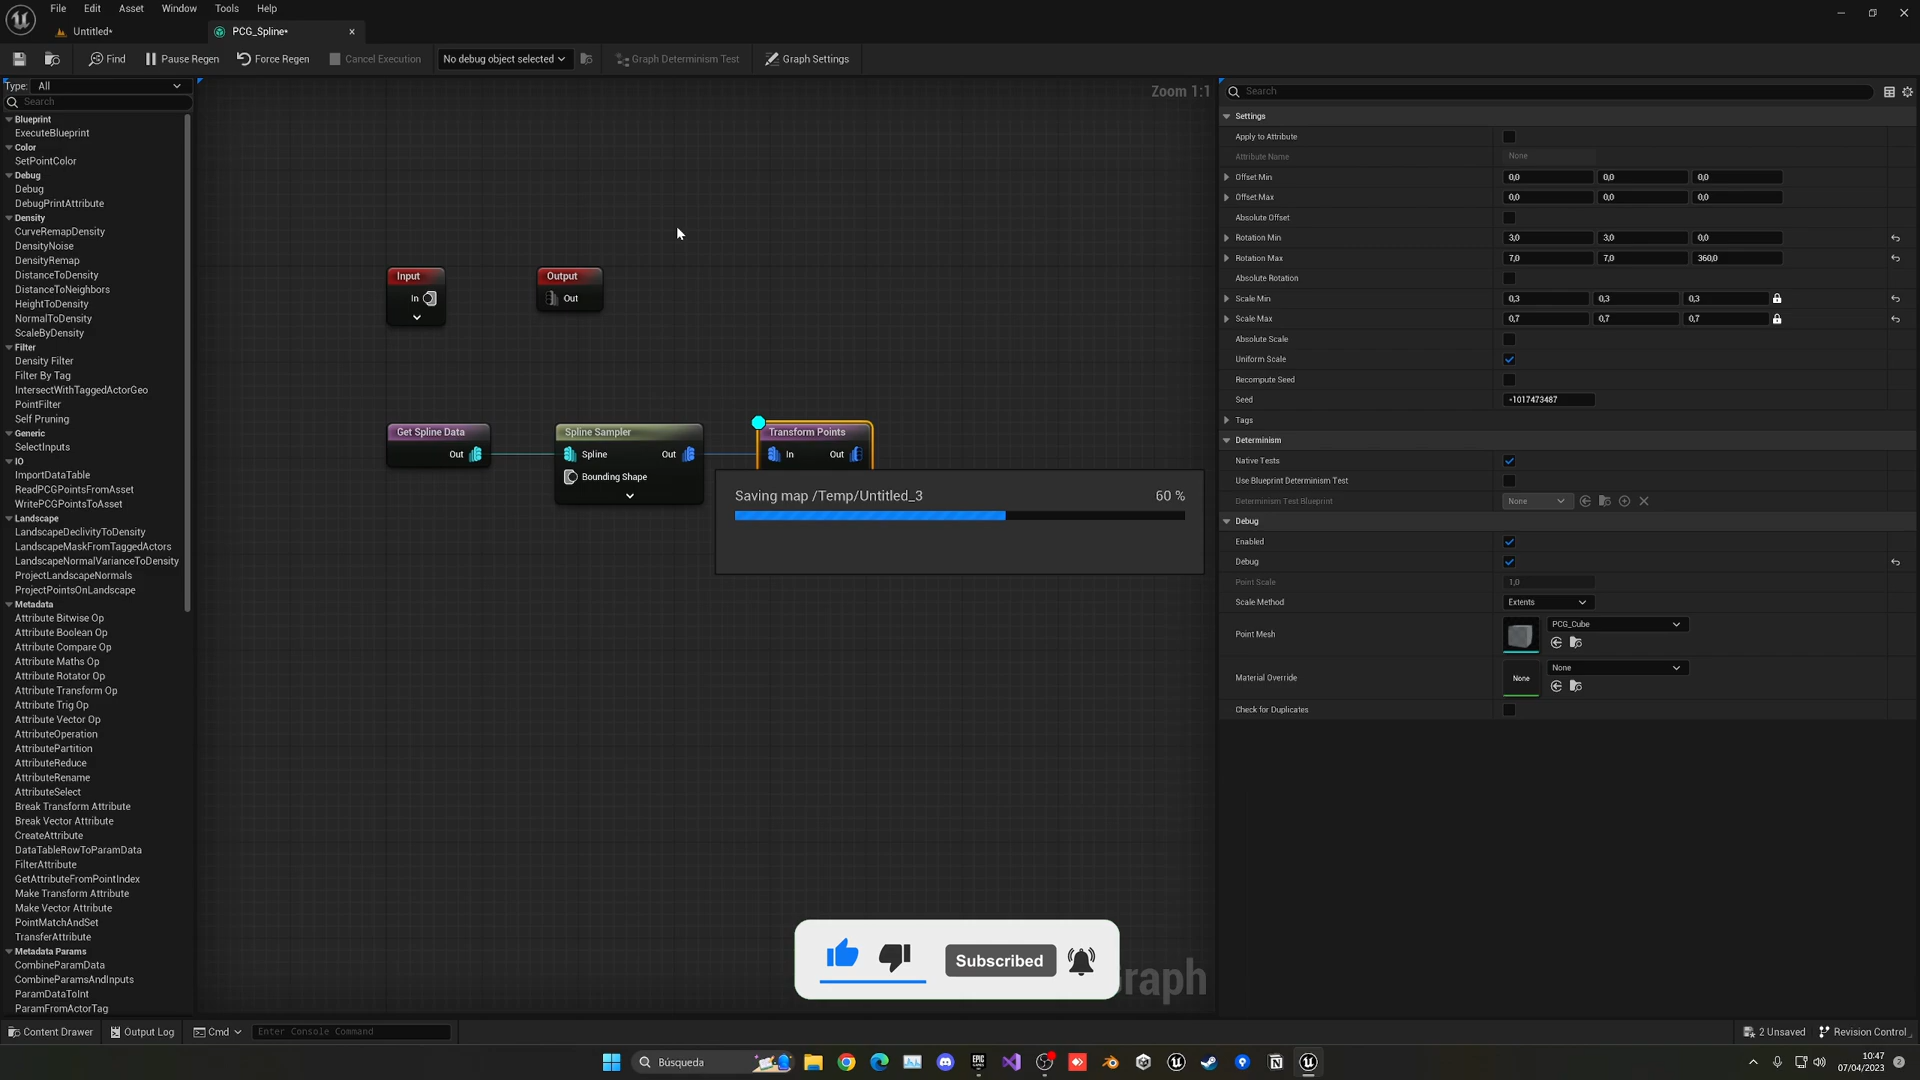 File Edit Asset Window Tools Help
Untitled*
PCG_Spline*
Find Pause Regen Force Regen Cancel Execution No debug object selected Graph Determinism Test Graph Settings
Type: All
Search
Blueprint
ExecuteBlueprint
Color
SetPointColor
Debug
Debug
DebugPrintAttribute
Density
CurveRemapDensity
DensityNoise
DensityRemap
DistanceToDensity
DistanceToNeighbors
HeightToDensity
NormalToDensity
ScaleByDensity
Filter
Density Filter
Filter By Tag
IntersectWithTaggedActorGeo
PointFilter
Self Pruning
Generic
SelectInputs
IO
ImportDataTable
ReadPCGPointsFromAsset
WritePCGPointsToAsset
Landscape
LandscapeDeclivityToDensity
LandscapeMaskFromTaggedActors
LandscapeNormalVarianceToDensity
ProjectLandscapeNormals
ProjectPointsOnLandscape
Metadata
Attribute Bitwise Op
Attribute Boolean Op
Attribute Compare Op
Attribute Maths Op
Attribute Rotator Op
Attribute Transform Op
Attribute Trig Op
Attribute Vector Op
AttributeOperation
AttributePartition
AttributeReduce
AttributeRename
AttributeSelect
Break Transform Attribute
Break Vector Attribute
CreateAttribute
DataTableRowToParamData
FilterAttribute
GetAttributeFromPointIndex
Make Transform Attribute
Make Vector Attribute
PointMatchAndSet
TransferAttribute
Metadata Params
CombineParamData
CombineParamsAndInputs
ParamDataToInt
ParamFromActorTag
Zoom 1:1
Input
In
Output
Out
Get Spline Data
Out
Spline Sampler
Spline Out
Bounding Shape
Transform Points
In Out
Saving map /Temp/Untitled_3 60 %
Subscribed
Graph
Search
Settings
Apply to Attribute
Attribute Name None
Offset Min 0,0 0,0 0,0
Offset Max 0,0 0,0 0,0
Absolute Offset
Rotation Min 3,0 3,0 0,0
Rotation Max 7,0 7,0 360,0
Absolute Rotation
Scale Min 0,3 0,3 0,3
Scale Max 0,7 0,7 0,7
Absolute Scale
Uniform Scale
Recompute Seed
Seed -1017473487
Tags
Determinism
Native Tests
Use Blueprint Determinism Test
Determinism Test Blueprint None
Debug
Enabled
Debug
Point Scale 1,0
Scale Method Extents
Point Mesh PCG_Cube
Material Override None None
Check for Duplicates
Content Drawer Output Log Cmd Enter Console Command 2 Unsaved Revision Control
Búsqueda
EPIC GAMES
10:47
07/04/2023
2